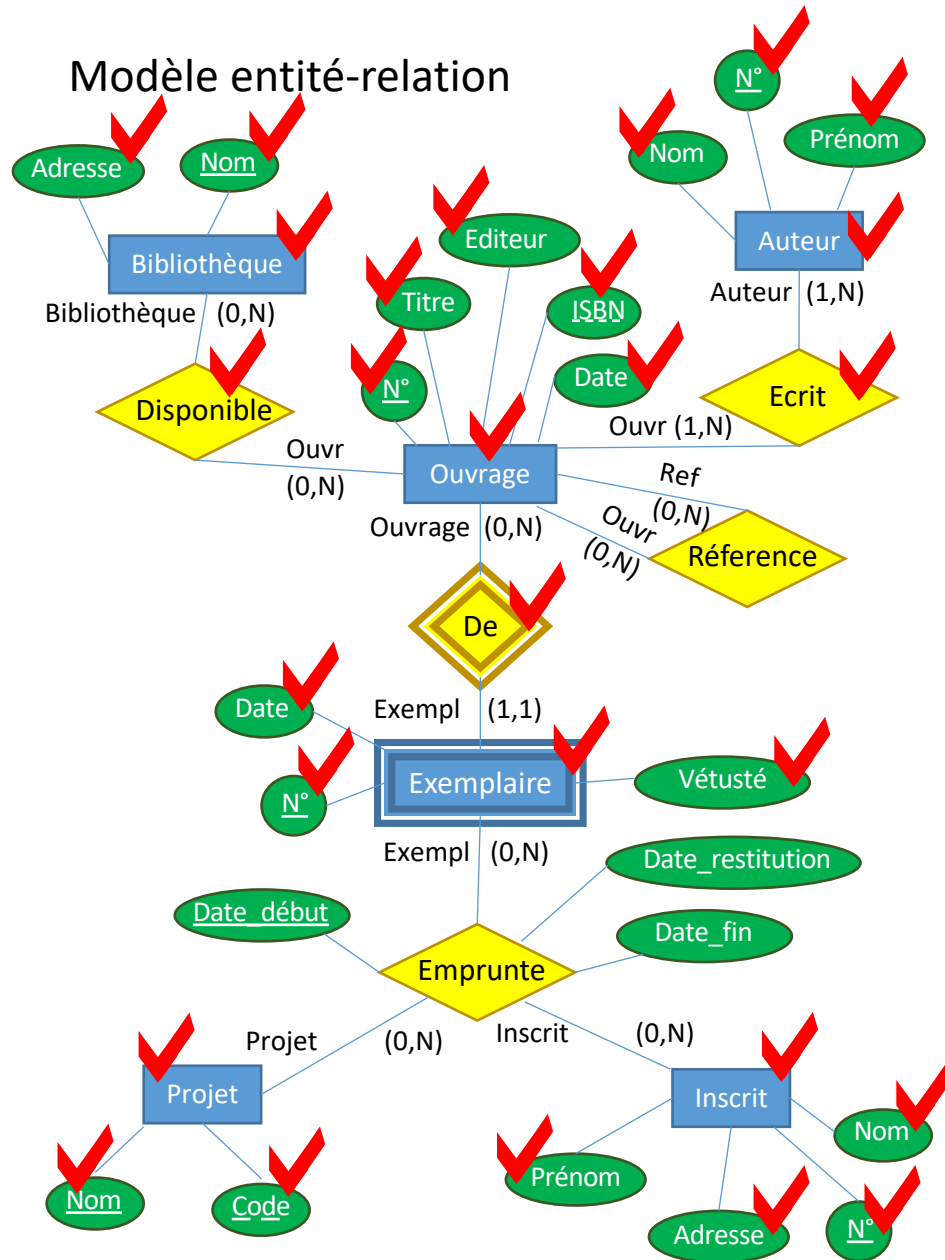 Modèle entité-relation
N°
Adresse
Nom
Nom
Prénom
Editeur
Auteur
Bibliothèque
Titre
ISBN
Auteur (1,N)
Bibliothèque (0,N)
N°
Date
Disponible
Ecrit
Ouvr (1,N)
Ouvr
(0,N)
Ouvrage
Ref
(0,N)
Ouvrage (0,N)
Ouvr
(0,N)
Réference
De
Date
Exempl (1,1)
N°
Exemplaire
Vétusté
Exempl (0,N)
Date_restitution
Date_début
Date_fin
Emprunte
Projet (0,N)
Inscrit (0,N)
Projet
Inscrit
Nom
Prénom
Nom
Code
Adresse
N°